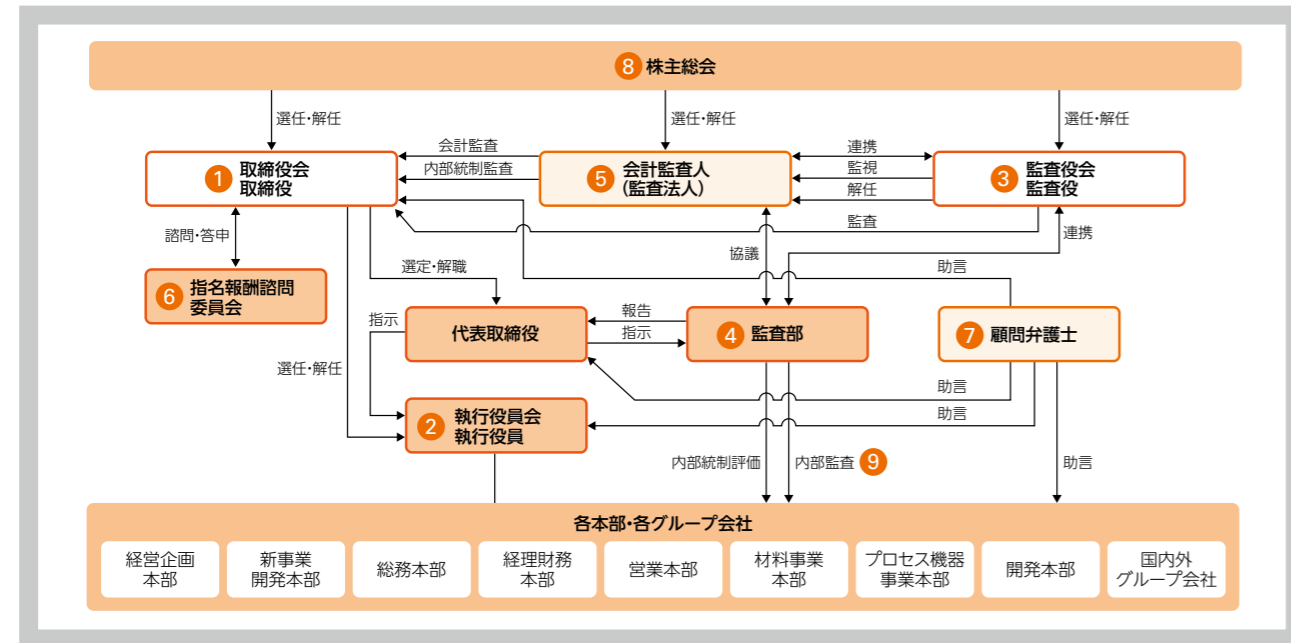 8 株主総会
選任・解任
選任・解任
選任・解任
1 取締役会
取締役
会計監査
内部統制監査
5 会計監査人
(監査法人)
連携
監視
解任
3 監査役会
監査役
監査
諮問・答申
選定・解職
協議
連携
助言
6 指名報酬諮問
委員会
指示
代表取締役
報告
指示
4 監査部
7 顧問弁護士
選任・解任
助言
助言
2 執行役員会
執行役員
内部統制評価
内部監査 9
助言
各本部・各グループ会社
経営企画
本部
新事業
開発本部
総務本部
経理財務
本部
営業本部
材料事業
本部
プロセス機器
事業本部
開発本部
国内外
グループ会社